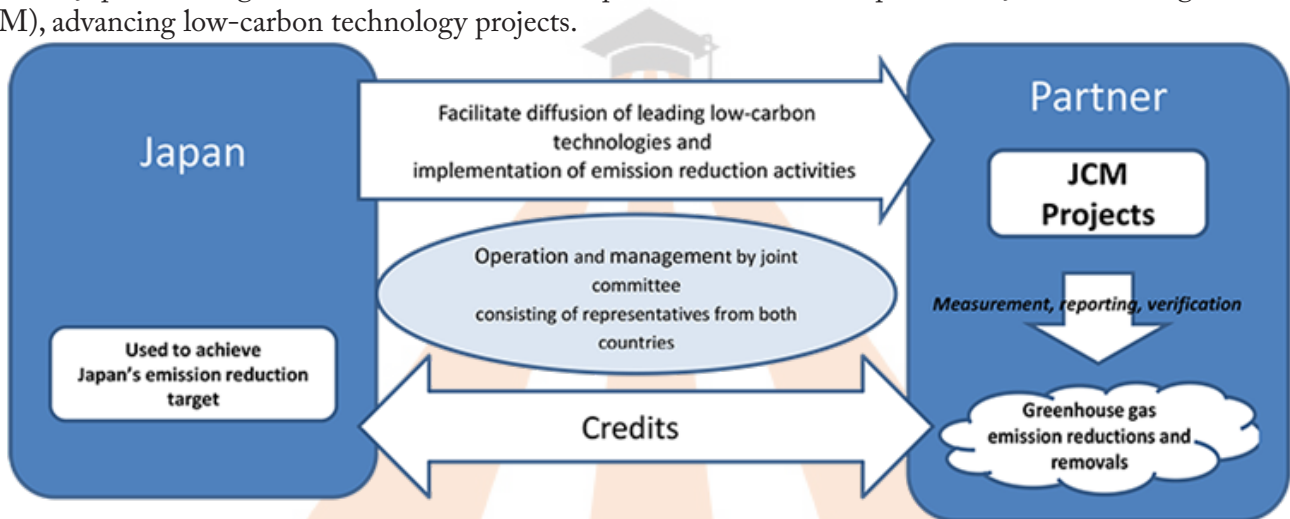 M), advancing low-carbon technology projects.
Japan
Facilitate diffusion of leading low-carbon
technologies and
implementation of emission reduction activities
Partner
JCM
Projects
Operation and management by joint
committee
consisting of representatives from both
countries
Measurement, reporting, verification
Used to achieve
Japan's emission reduction
target
Credits
Greenhouse gas
emission reductions and
removals